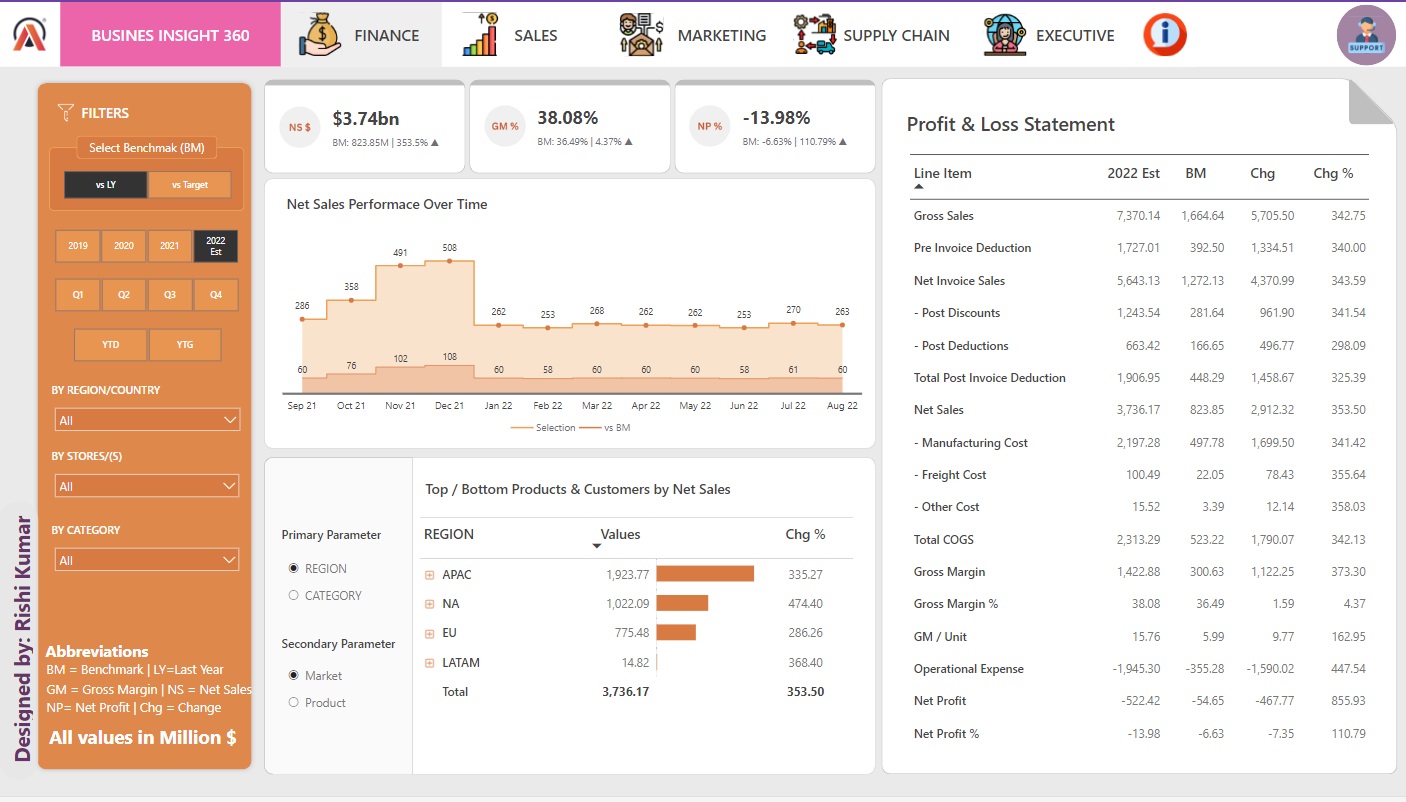 BUSINES INSIGHT 360
FINANCE
SALES
MARKETING
SUPPLY CHAIN
EXECUTIVE
SUPPORT
FILTERS
Select Benchmak (BM)
vs LY
vs Target
2019
2020
2021
2022
Est
Q1
Q2
Q3
Q4
YTD
YTG
BY REGION/COUNTRY
All
BY STORES/(S)
All
BY CATEGORY
All
Abbreviations
BM = Benchmark | LY=Last Year
GM = Gross Margin | NS = Net Sales
NP= Net Profit | Chg = Change
All values in Million $
Designed by: Rishi Kumar
NS $
$3.74bn
BM: 823.85M | 353.5% ▲
GM %
38.08%
BM: 36.49% | 4.37% ▲
NP %
-13.98%
BM: -6.63% | 110.79% ▲
Net Sales Performace Over Time
286 358 491 508 262 253 268 262 262 253 270 263
60 76 102 108 60 58 60 60 60 58 61 60
Sep 21 Oct 21 Nov 21 Dec 21 Jan 22 Feb 22 Mar 22 Apr 22 May 22 Jun 22 Jul 22 Aug 22
Selection vs BM
Primary Parameter
REGION
CATEGORY
Secondary Parameter
Market
Product
Top / Bottom Products & Customers by Net Sales
REGION Values Chg %
APAC 1,923.77 335.27
NA 1,022.09 474.40
EU 775.48 286.26
LATAM 14.82 368.40
Total 3,736.17 353.50
Profit & Loss Statement
Line Item 2022 Est BM Chg Chg %
Gross Sales 7,370.14 1,664.64 5,705.50 342.75
Pre Invoice Deduction 1,727.01 392.50 1,334.51 340.00
Net Invoice Sales 5,643.13 1,272.13 4,370.99 343.59
- Post Discounts 1,243.54 281.64 961.90 341.54
- Post Deductions 663.42 166.65 496.77 298.09
Total Post Invoice Deduction 1,906.95 448.29 1,458.67 325.39
Net Sales 3,736.17 823.85 2,912.32 353.50
- Manufacturing Cost 2,197.28 497.78 1,699.50 341.42
- Freight Cost 100.49 22.05 78.43 355.64
- Other Cost 15.52 3.39 12.14 358.03
Total COGS 2,313.29 523.22 1,790.07 342.13
Gross Margin 1,422.88 300.63 1,122.25 373.30
Gross Margin % 38.08 36.49 1.59 4.37
GM / Unit 15.76 5.99 9.77 162.95
Operational Expense -1,945.30 -355.28 -1,590.02 447.54
Net Profit -522.42 -54.65 -467.77 855.93
Net Profit % -13.98 -6.63 -7.35 110.79